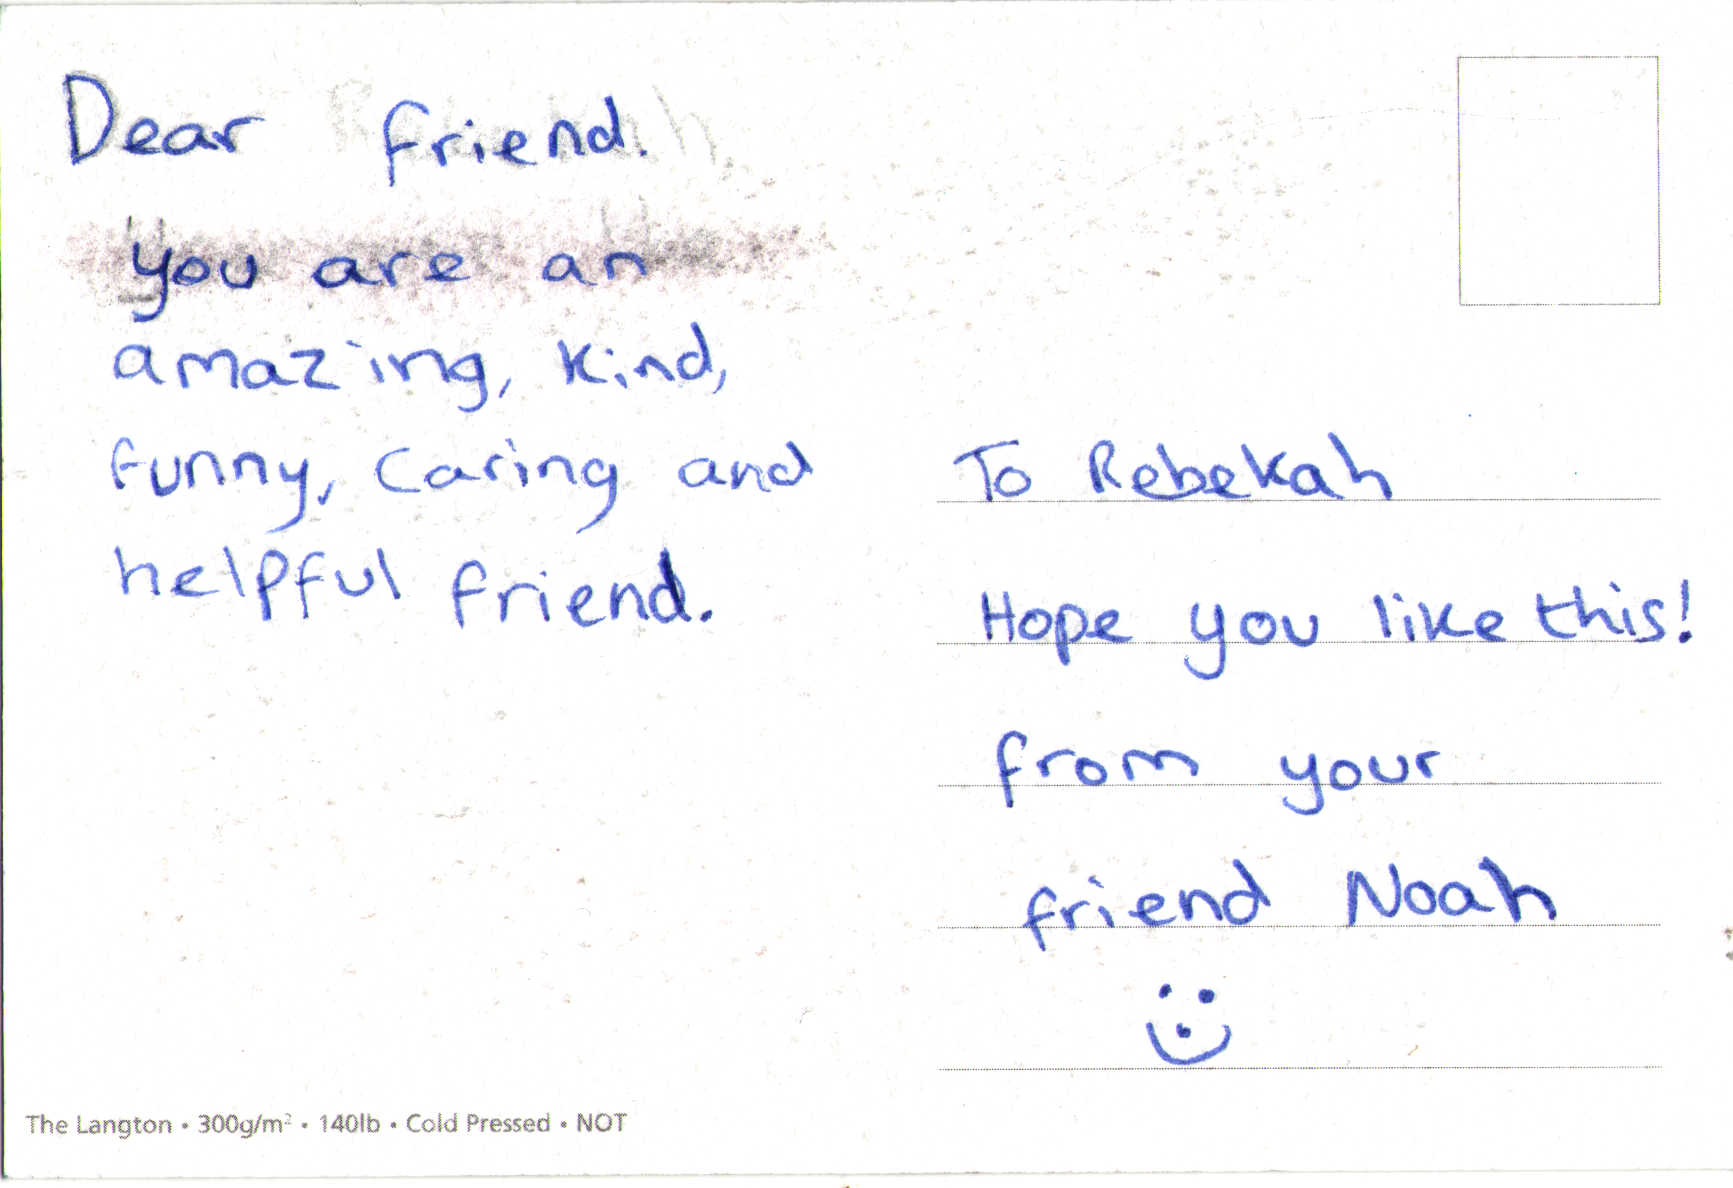 Dear friend.
you are an
amazing, kind,
funny, caring and
helpful friend.
To Rebekah
Hope you like this!
from your
friend Noah
The Langton • 300g/m² • 140lb • Cold Pressed • NOT